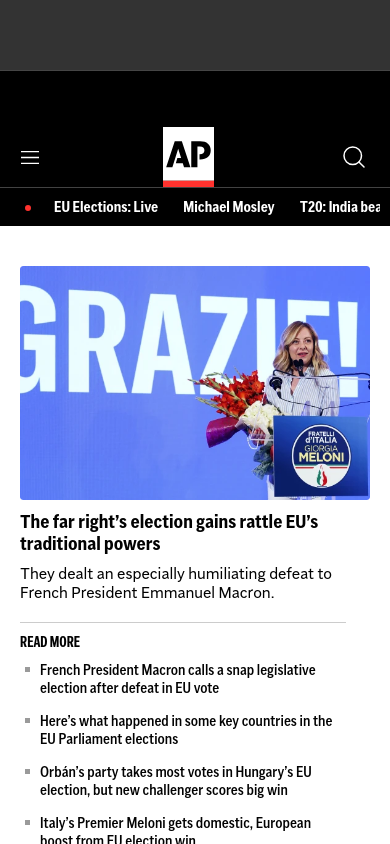 AP
EU Elections: Live
Michael Mosley
T20: India bea
GRAZIE!
FRATELLI
d'ITALIA
GIORGIA
MELONI
The far right’s election gains rattle EU’s
traditional powers
They dealt an especially humiliating defeat to
French President Emmanuel Macron.
READ MORE
French President Macron calls a snap legislative
election after defeat in EU vote
Here’s what happened in some key countries in the
EU Parliament elections
Orbán’s party takes most votes in Hungary’s EU
election, but new challenger scores big win
Italy’s Premier Meloni gets domestic, European
boost from EU election win